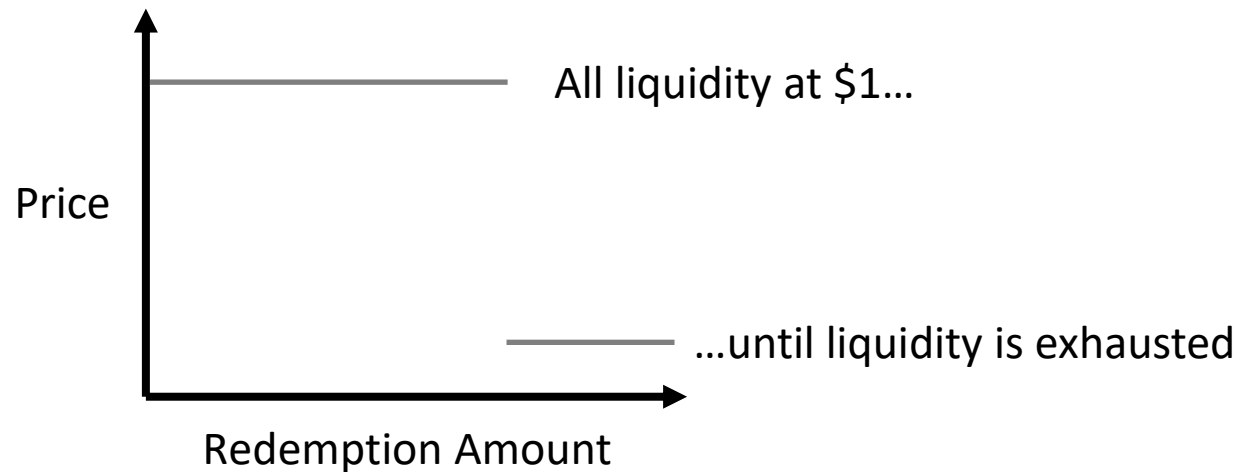 All liquidity at $1…
Price
…until liquidity is exhausted
Redemption Amount